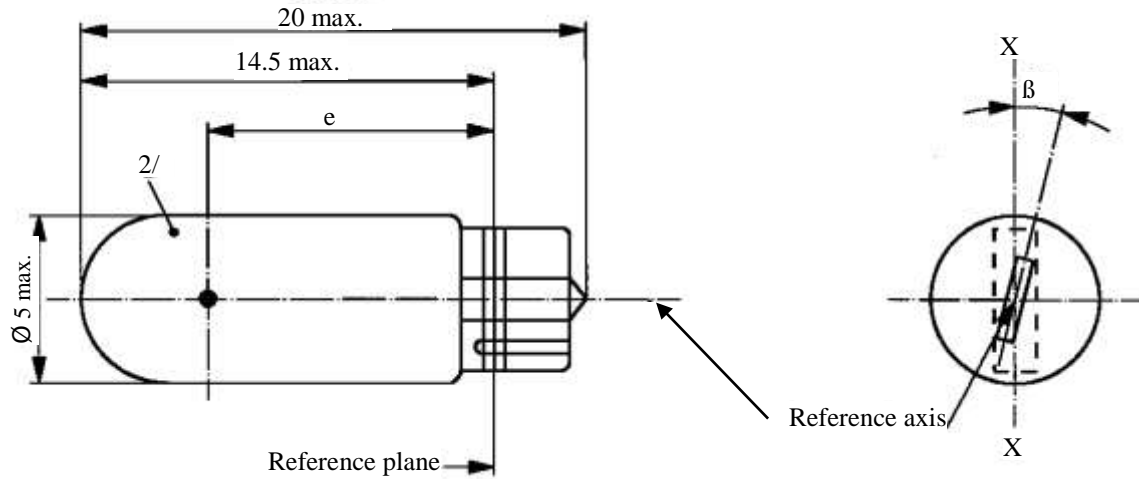 20 max.
14.5 max.
e
2/
Ø 5 max.
Reference plane
X
ß
Reference axis
X